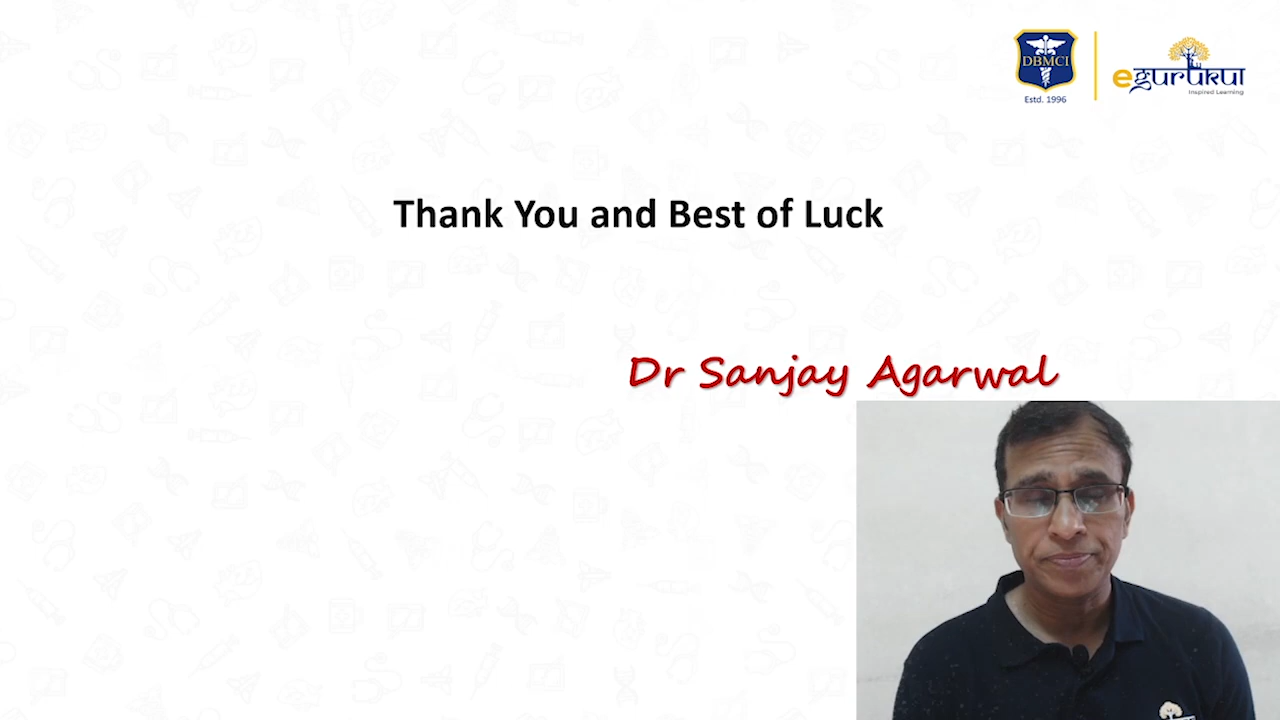 DBMCI
Estd. 1996
egurukul
Inspired Learning
Thank You and Best of Luck
Dr Sanjay Agarwal